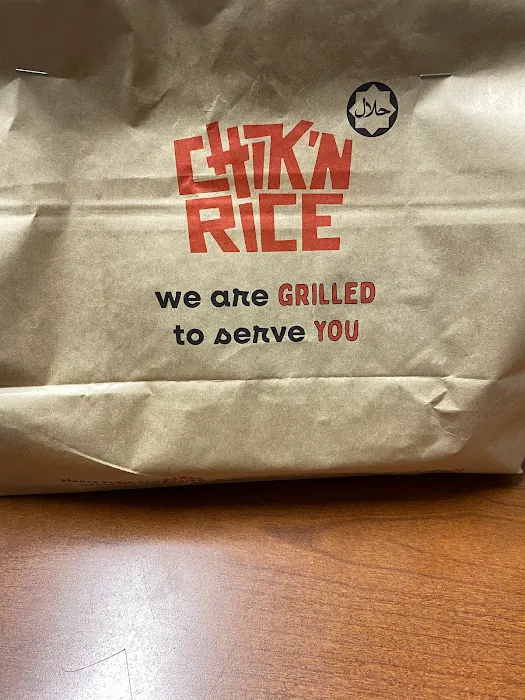 حلال
CHIK'N
RICE
we are GRILLED
to serve YOU